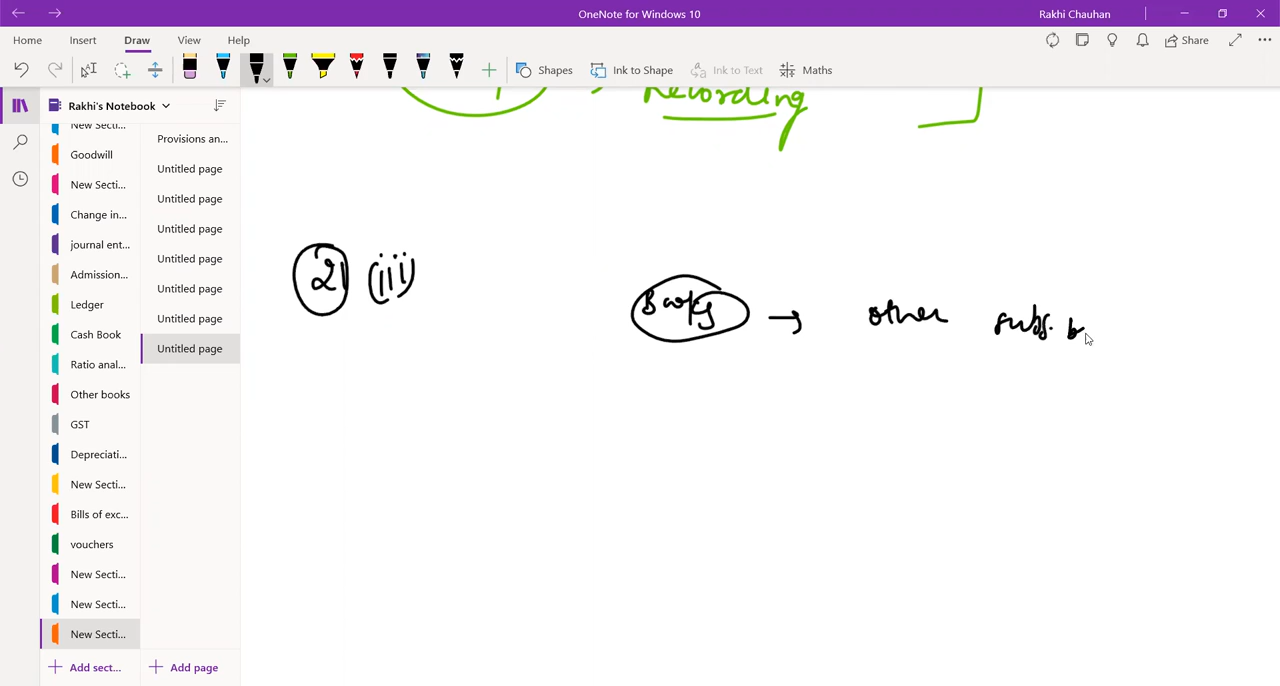 OneNote for Windows 10
Rakhi Chauhan
Home Insert Draw View Help
Share
Shapes Ink to Shape Ink to Text Maths
Rakhi's Notebook
New Secti...
Goodwill
New Secti...
Change in...
journal ent...
Admission...
Ledger
Cash Book
Ratio anal...
Other books
GST
Depreciati...
New Secti...
Bills of exc...
vouchers
New Secti...
New Secti...
New Secti...
Add sect...
Provisions an...
Untitled page
Untitled page
Untitled page
Untitled page
Untitled page
Untitled page
Untitled page
Add page
Recording
21 (iii)
other subs. b